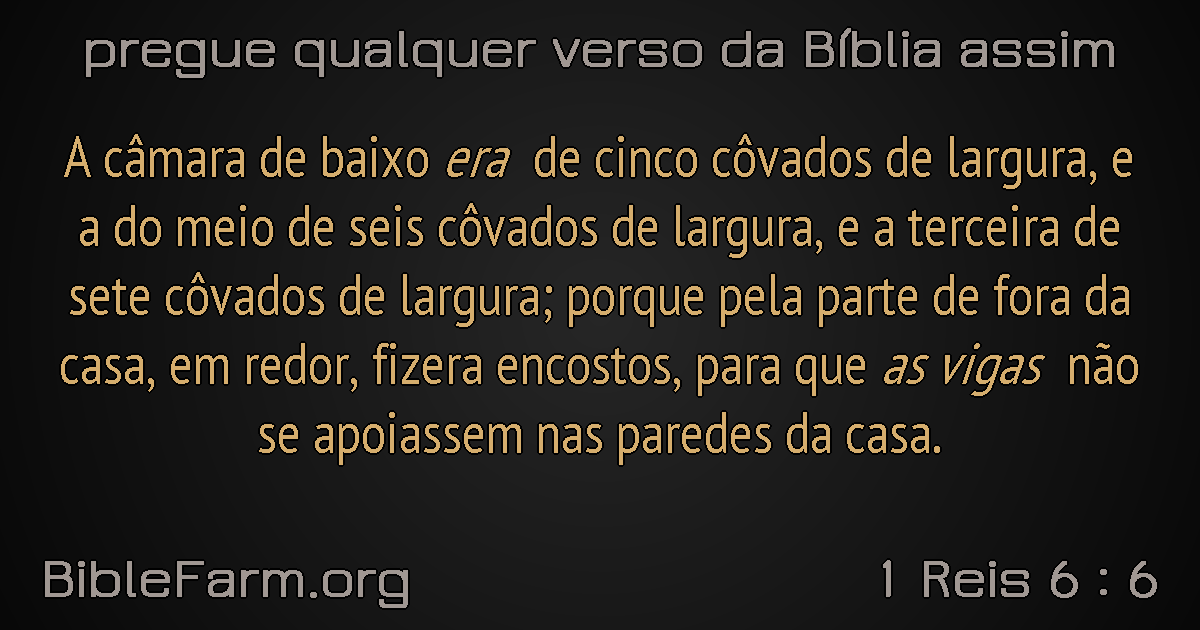 pregue qualquer verso da Bíblia assim
A câmara de baixo era de cinco côvados de largura, e
a do meio de seis côvados de largura, e a terceira de
sete côvados de largura; porque pela parte de fora da
casa, em redor, fizera encostos, para que as vigas não
se apoiassem nas paredes da casa.
BibleFarm.org
1 Reis 6 : 6